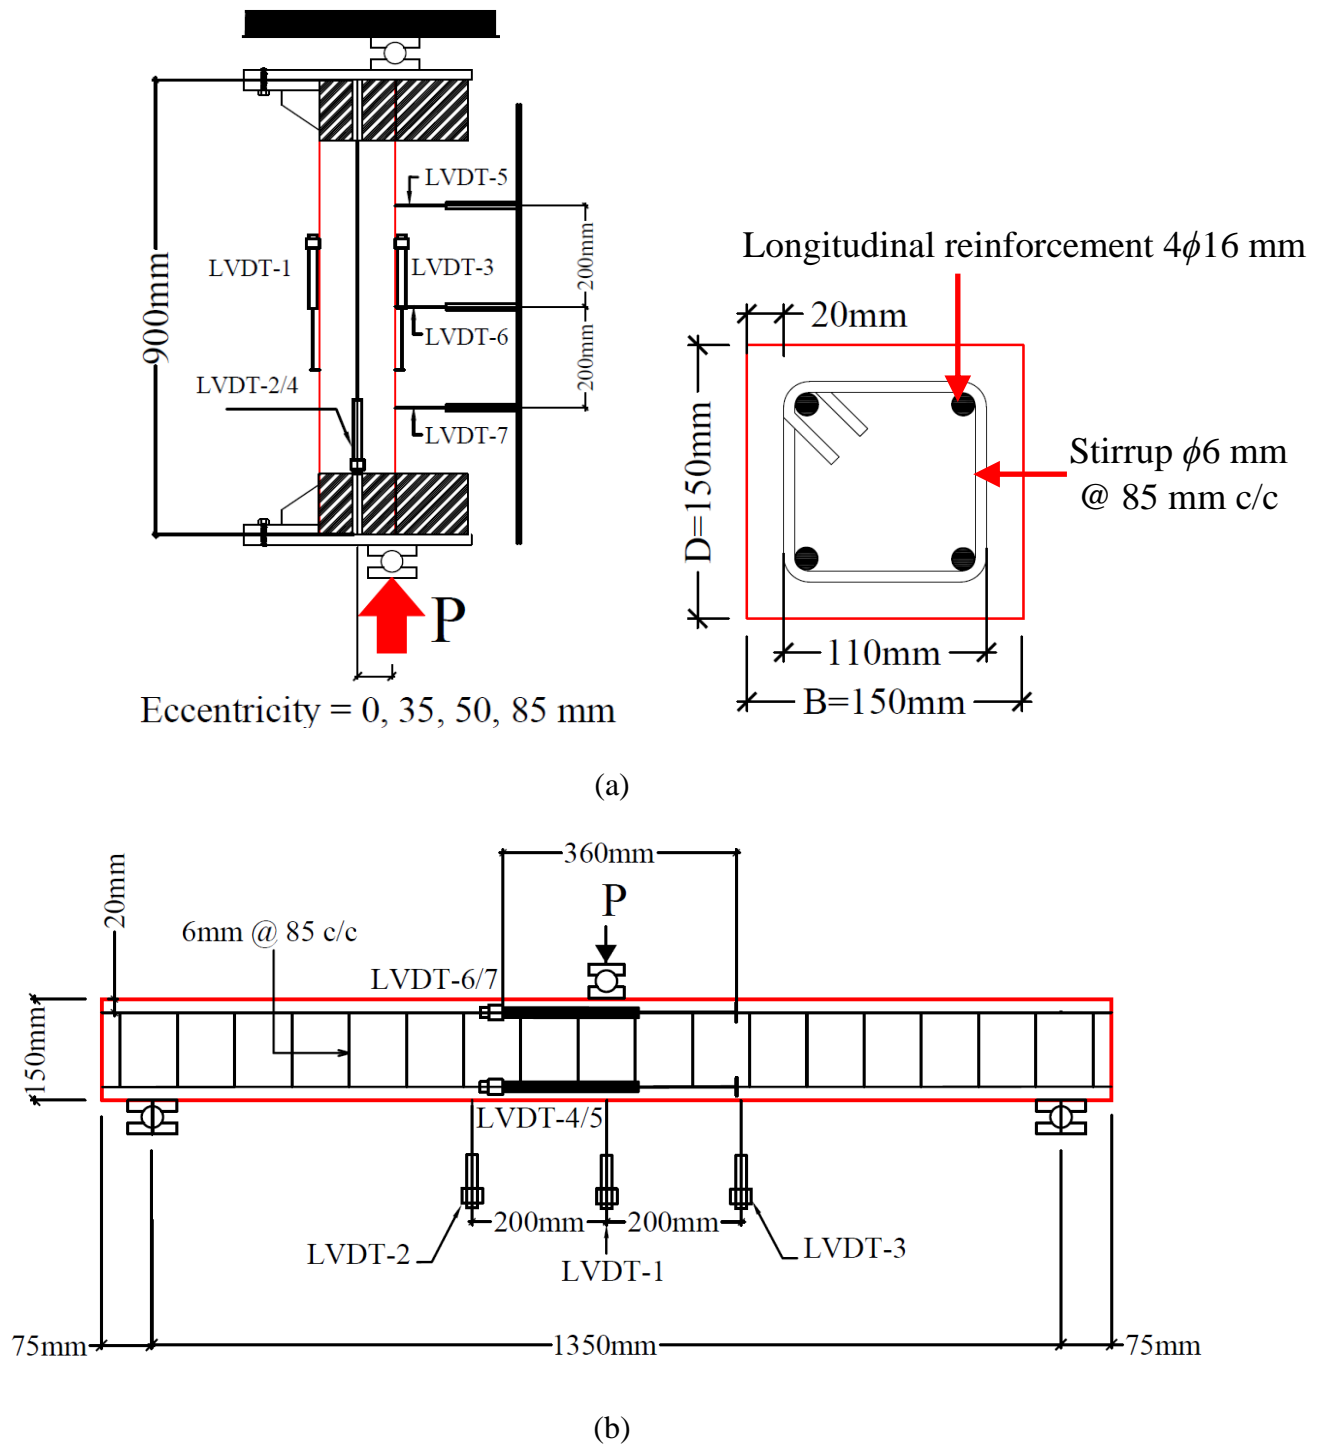 LVDT-5
LVDT-1
LVDT-3
900mm
200mm
LVDT-6
200mm
LVDT-2/4
LVDT-7
P
Eccentricity = 0, 35, 50, 85 mm
Longitudinal reinforcement 4ϕ16 mm
20mm
D=150mm
Stirrup ϕ6 mm
@ 85 mm c/c
110mm
B=150mm
(a)
360mm
20mm
P
6mm @ 85 c/c
LVDT-6/7
150mm
LVDT-4/5
200mm
200mm
LVDT-2
LVDT-3
LVDT-1
75mm
1350mm
75mm
(b)